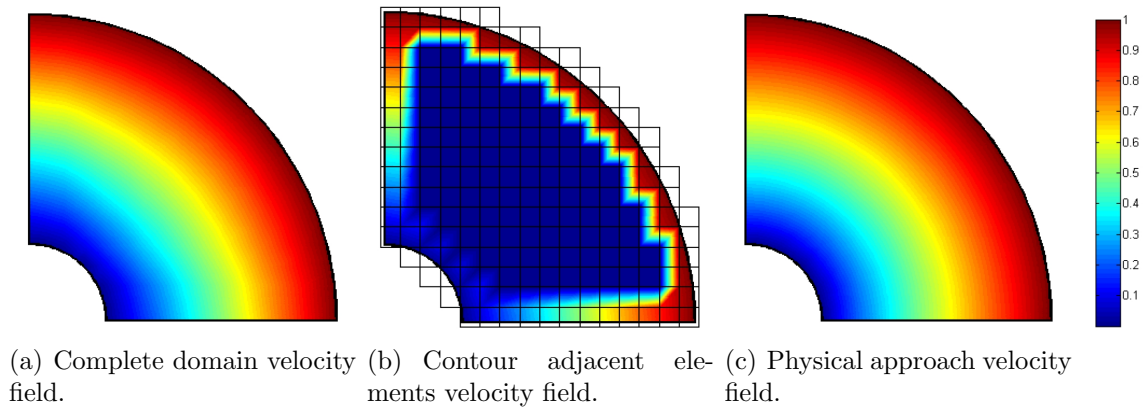 1
0.9
0.8
0.7
0.6
0.5
0.4
0.3
0.2
0.1
(a) Complete domain velocity
field.
(b) Contour adjacent ele-
ments velocity field.
(c) Physical approach velocity
field.